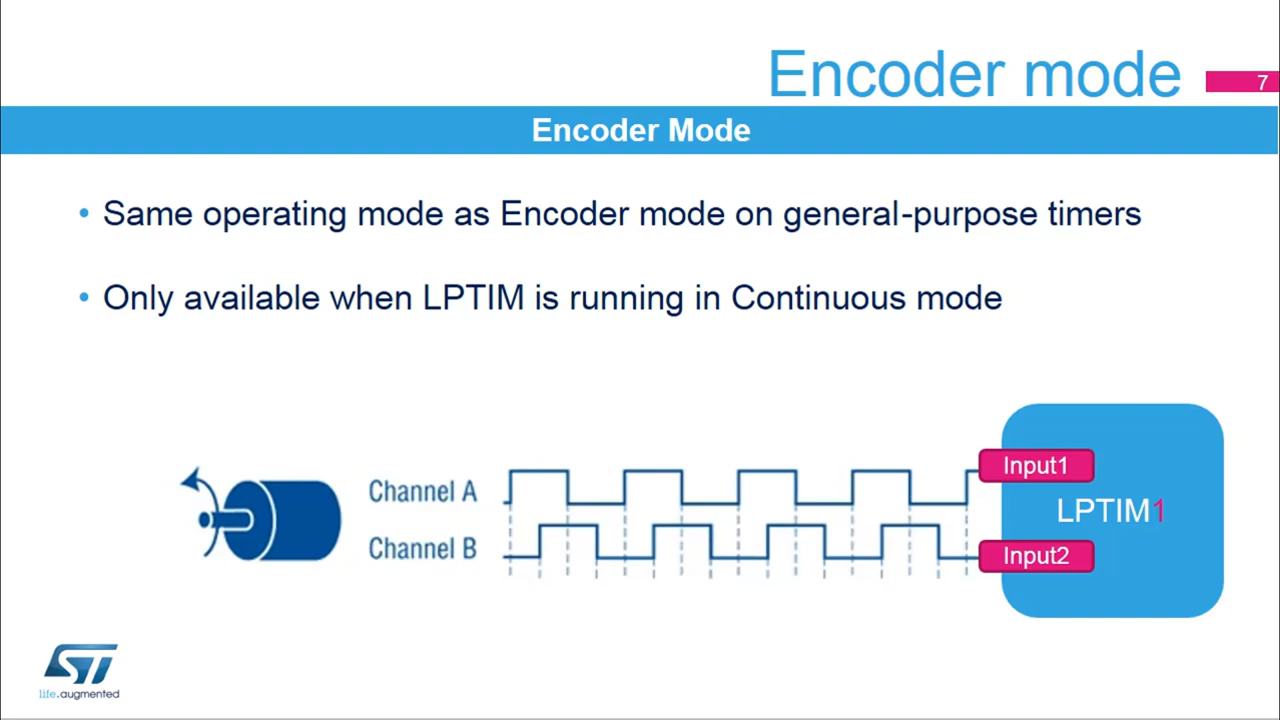 Encoder mode
7
Encoder Mode
• Same operating mode as Encoder mode on general-purpose timers
• Only available when LPTIM is running in Continuous mode
Channel A
Input1
LPTIM1
Channel B
Input2
ST
life.augmented